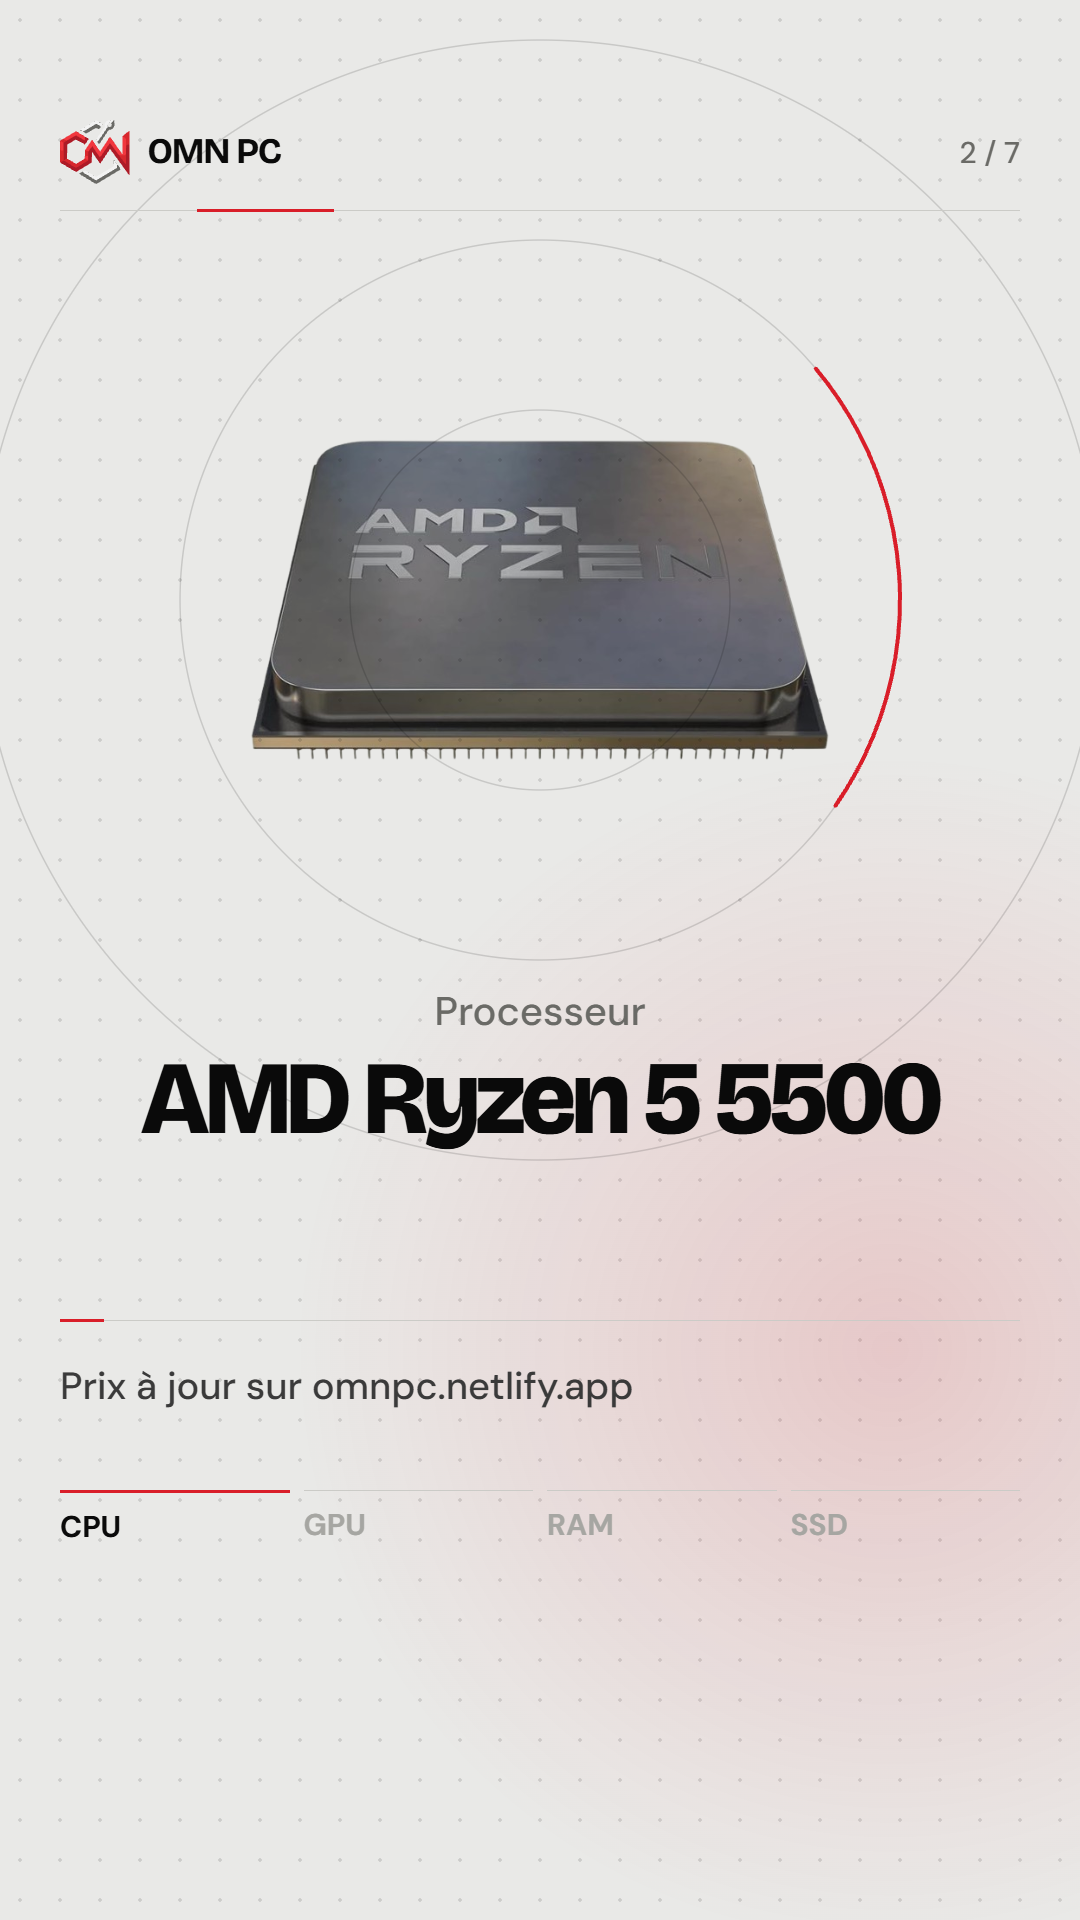 OMN PC
2 / 7
AMD
RYZEN
Processeur
AMD Ryzen 5 5500
Prix à jour sur omnpc.netlify.app
CPU
GPU
RAM
SSD